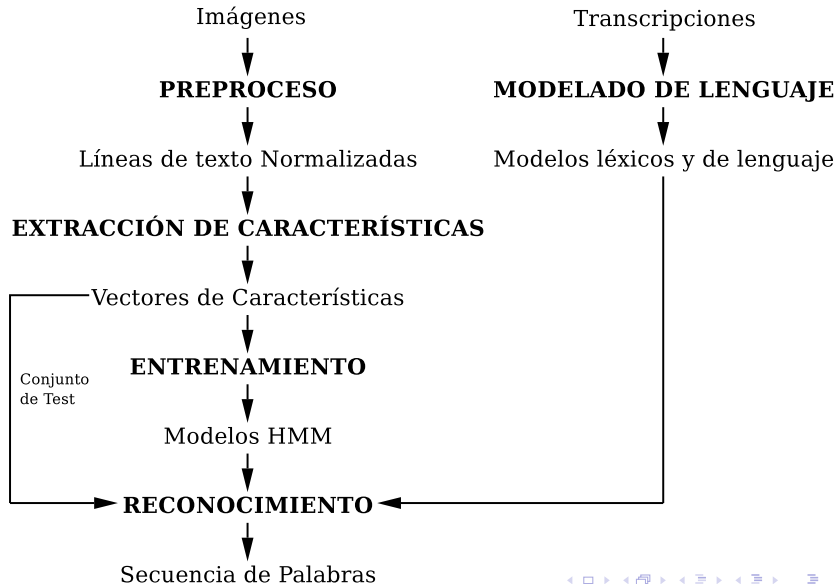 Imágenes
PREPROCESO
Líneas de texto Normalizadas
EXTRACCIÓN DE CARACTERÍSTICAS
Vectores de Características
Conjunto
de Test
ENTRENAMIENTO
Modelos HMM
RECONOCIMIENTO
Secuencia de Palabras
Transcripciones
MODELADO DE LENGUAJE
Modelos léxicos y de lenguaje